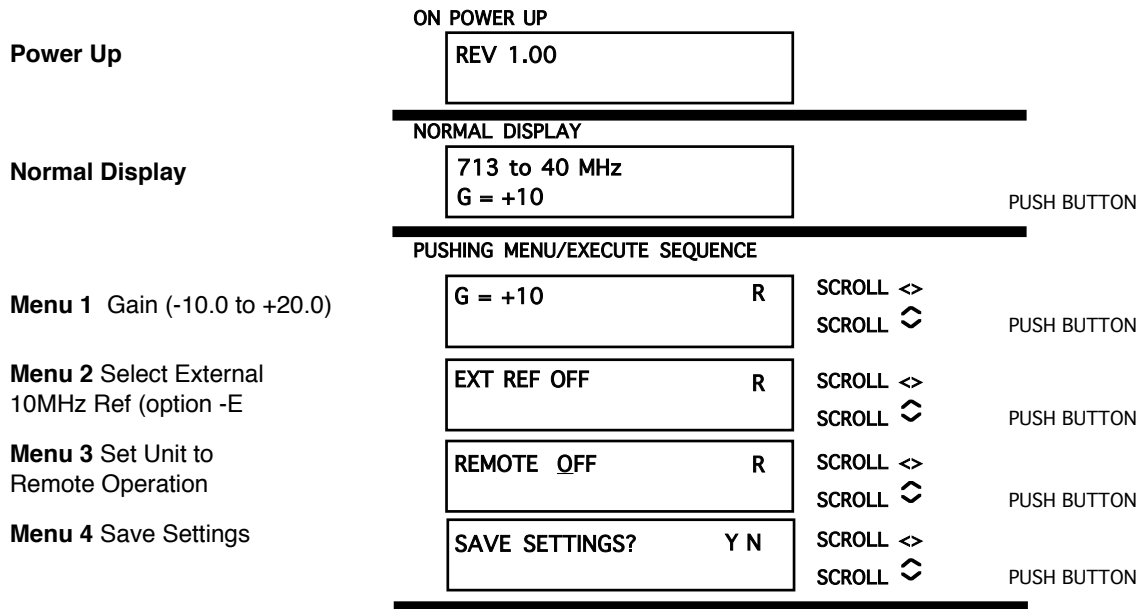 ON POWER UP
Power Up
REV 1.00
NORMAL DISPLAY
Normal Display
713 to 40 MHz
G = +10
PUSH BUTTON
PUSHING MENU/EXECUTE SEQUENCE
Menu 1 Gain (-10.0 to +20.0)
G = +10 R
SCROLL <>
SCROLL
PUSH BUTTON
Menu 2 Select External
10MHz Ref (option -E
EXT REF OFF R
SCROLL <>
SCROLL
PUSH BUTTON
Menu 3 Set Unit to
Remote Operation
REMOTE OFF R
SCROLL <>
SCROLL
PUSH BUTTON
Menu 4 Save Settings
SAVE SETTINGS? Y N
SCROLL <>
SCROLL
PUSH BUTTON